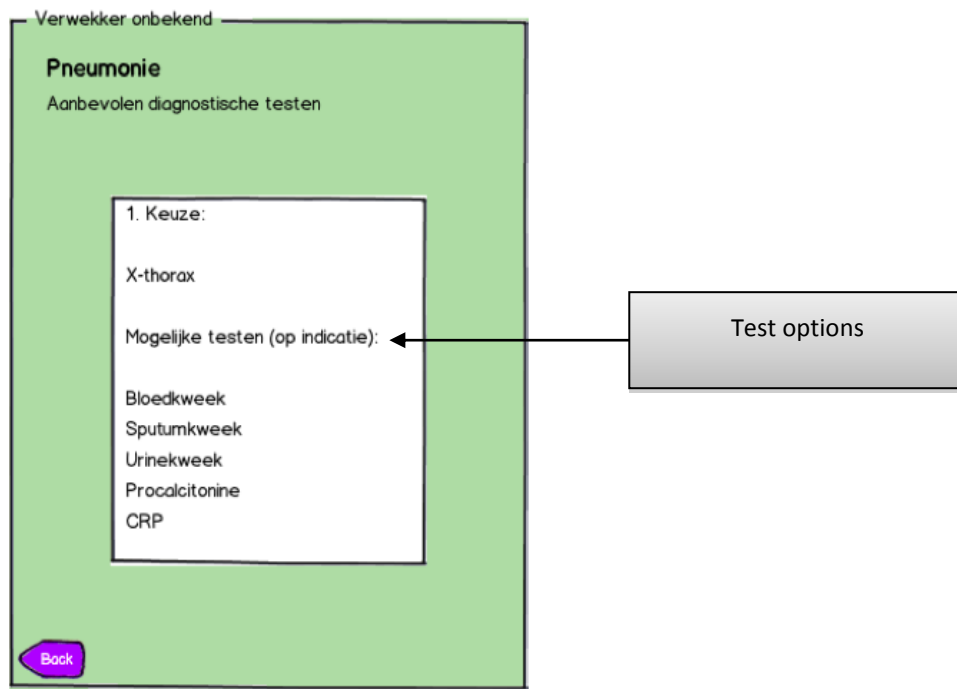 Verwekker onbekend
Pneumonie
Aanbevolen diagnostische testen
1. Keuze:
X-thorax
Mogelijke testen (op indicatie):
Bloedkweek
Sputumkweek
Urinekweek
Procalcitonine
CRP
Back
Test options